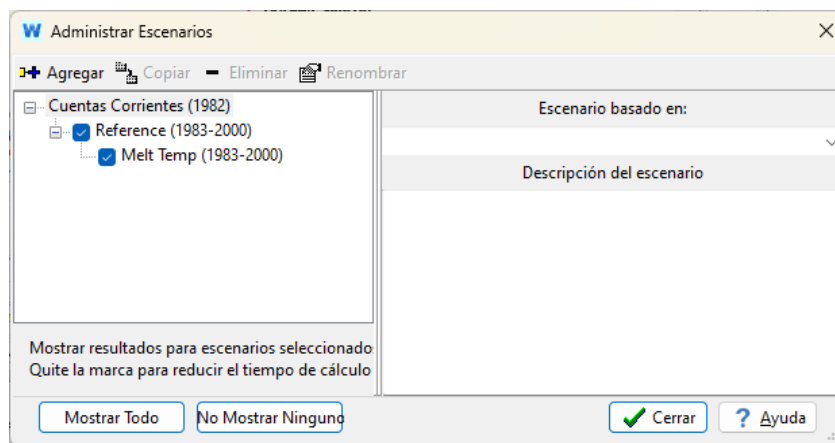 W Administrar Escenarios
Agregar Copiar Eliminar Renombrar
Cuentas Corrientes (1982)
Reference (1983-2000)
Melt Temp (1983-2000)
Escenario basado en:
Descripción del escenario
Mostrar resultados para escenarios seleccionado
Quite la marca para reducir el tiempo de cálculo
Mostrar Todo No Mostrar Ninguno Cerrar ? Ayuda